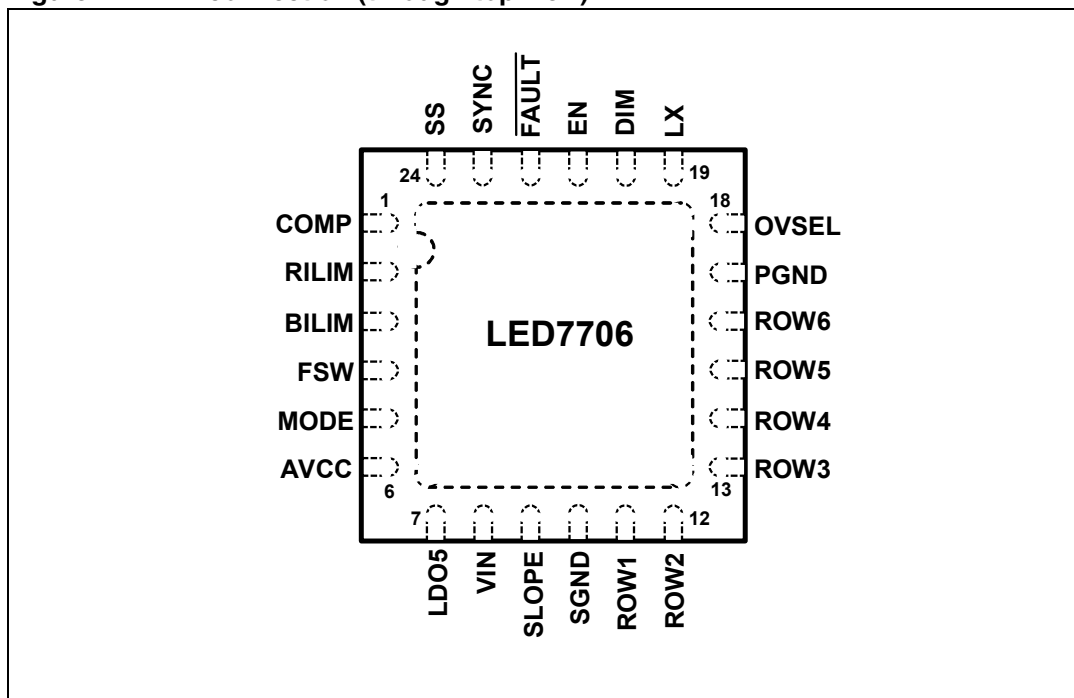 SS SYNC FAULT EN DIM LX
24 19
1 18
COMP OVSEL
RILIM PGND
BILIM ROW6
LED7706
FSW ROW5
MODE ROW4
AVCC ROW3
6 13
7 12
LDO5 VIN SLOPE SGND ROW1 ROW2